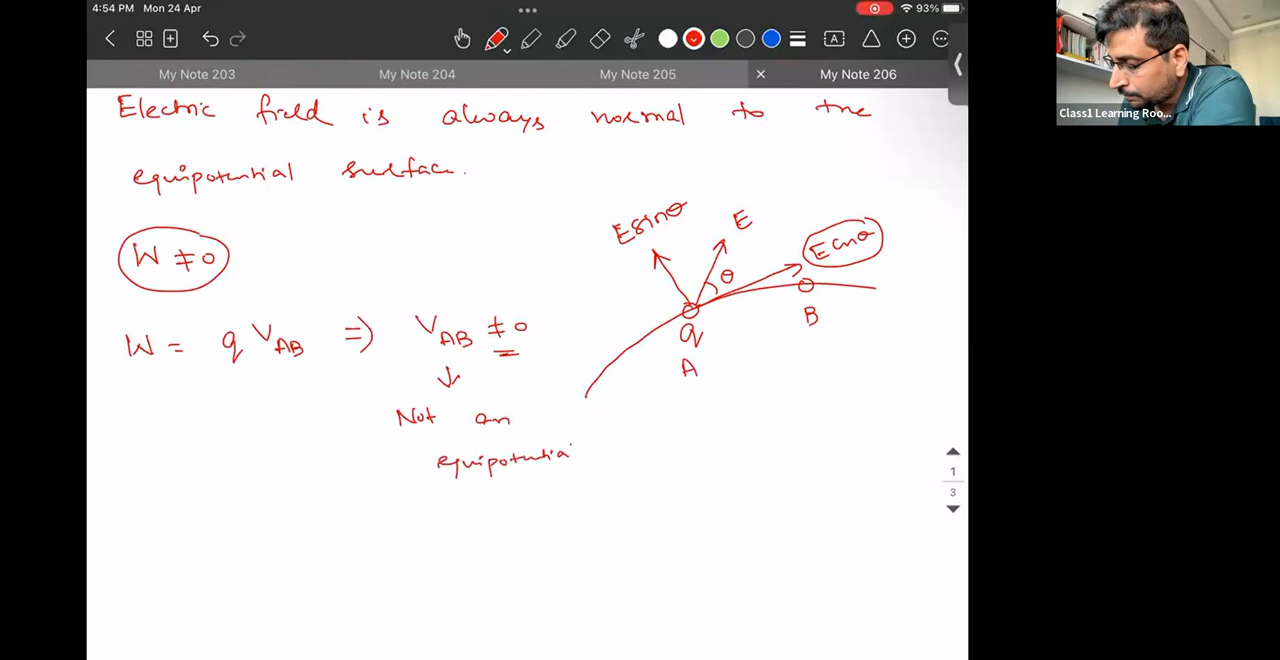 4:54 PM Mon 24 Apr
93%
My Note 203
My Note 204
My Note 205
My Note 206
Class1 Learning Roo...
Electric field is always normal to the
equipotential surface.
W ≠ 0
E sinθ
E
E cosθ
θ
q
A
B
W = q V_AB ⇒ V_AB ≠ 0
↓
Not an
equipotentia
1
3